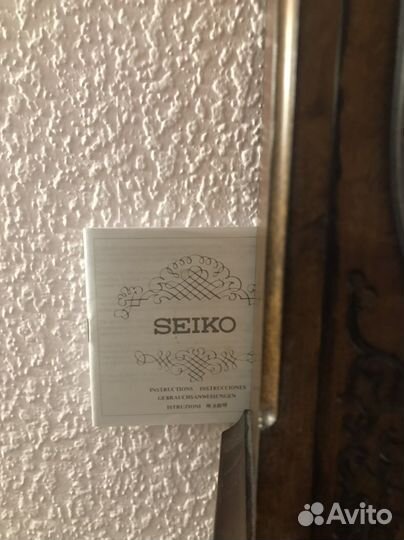 SEIKO
INSTRUCTIONS INSTRUCCIONES
GEBRAUCHSANWEISUNGEN
ISTRUZIONI
Avito